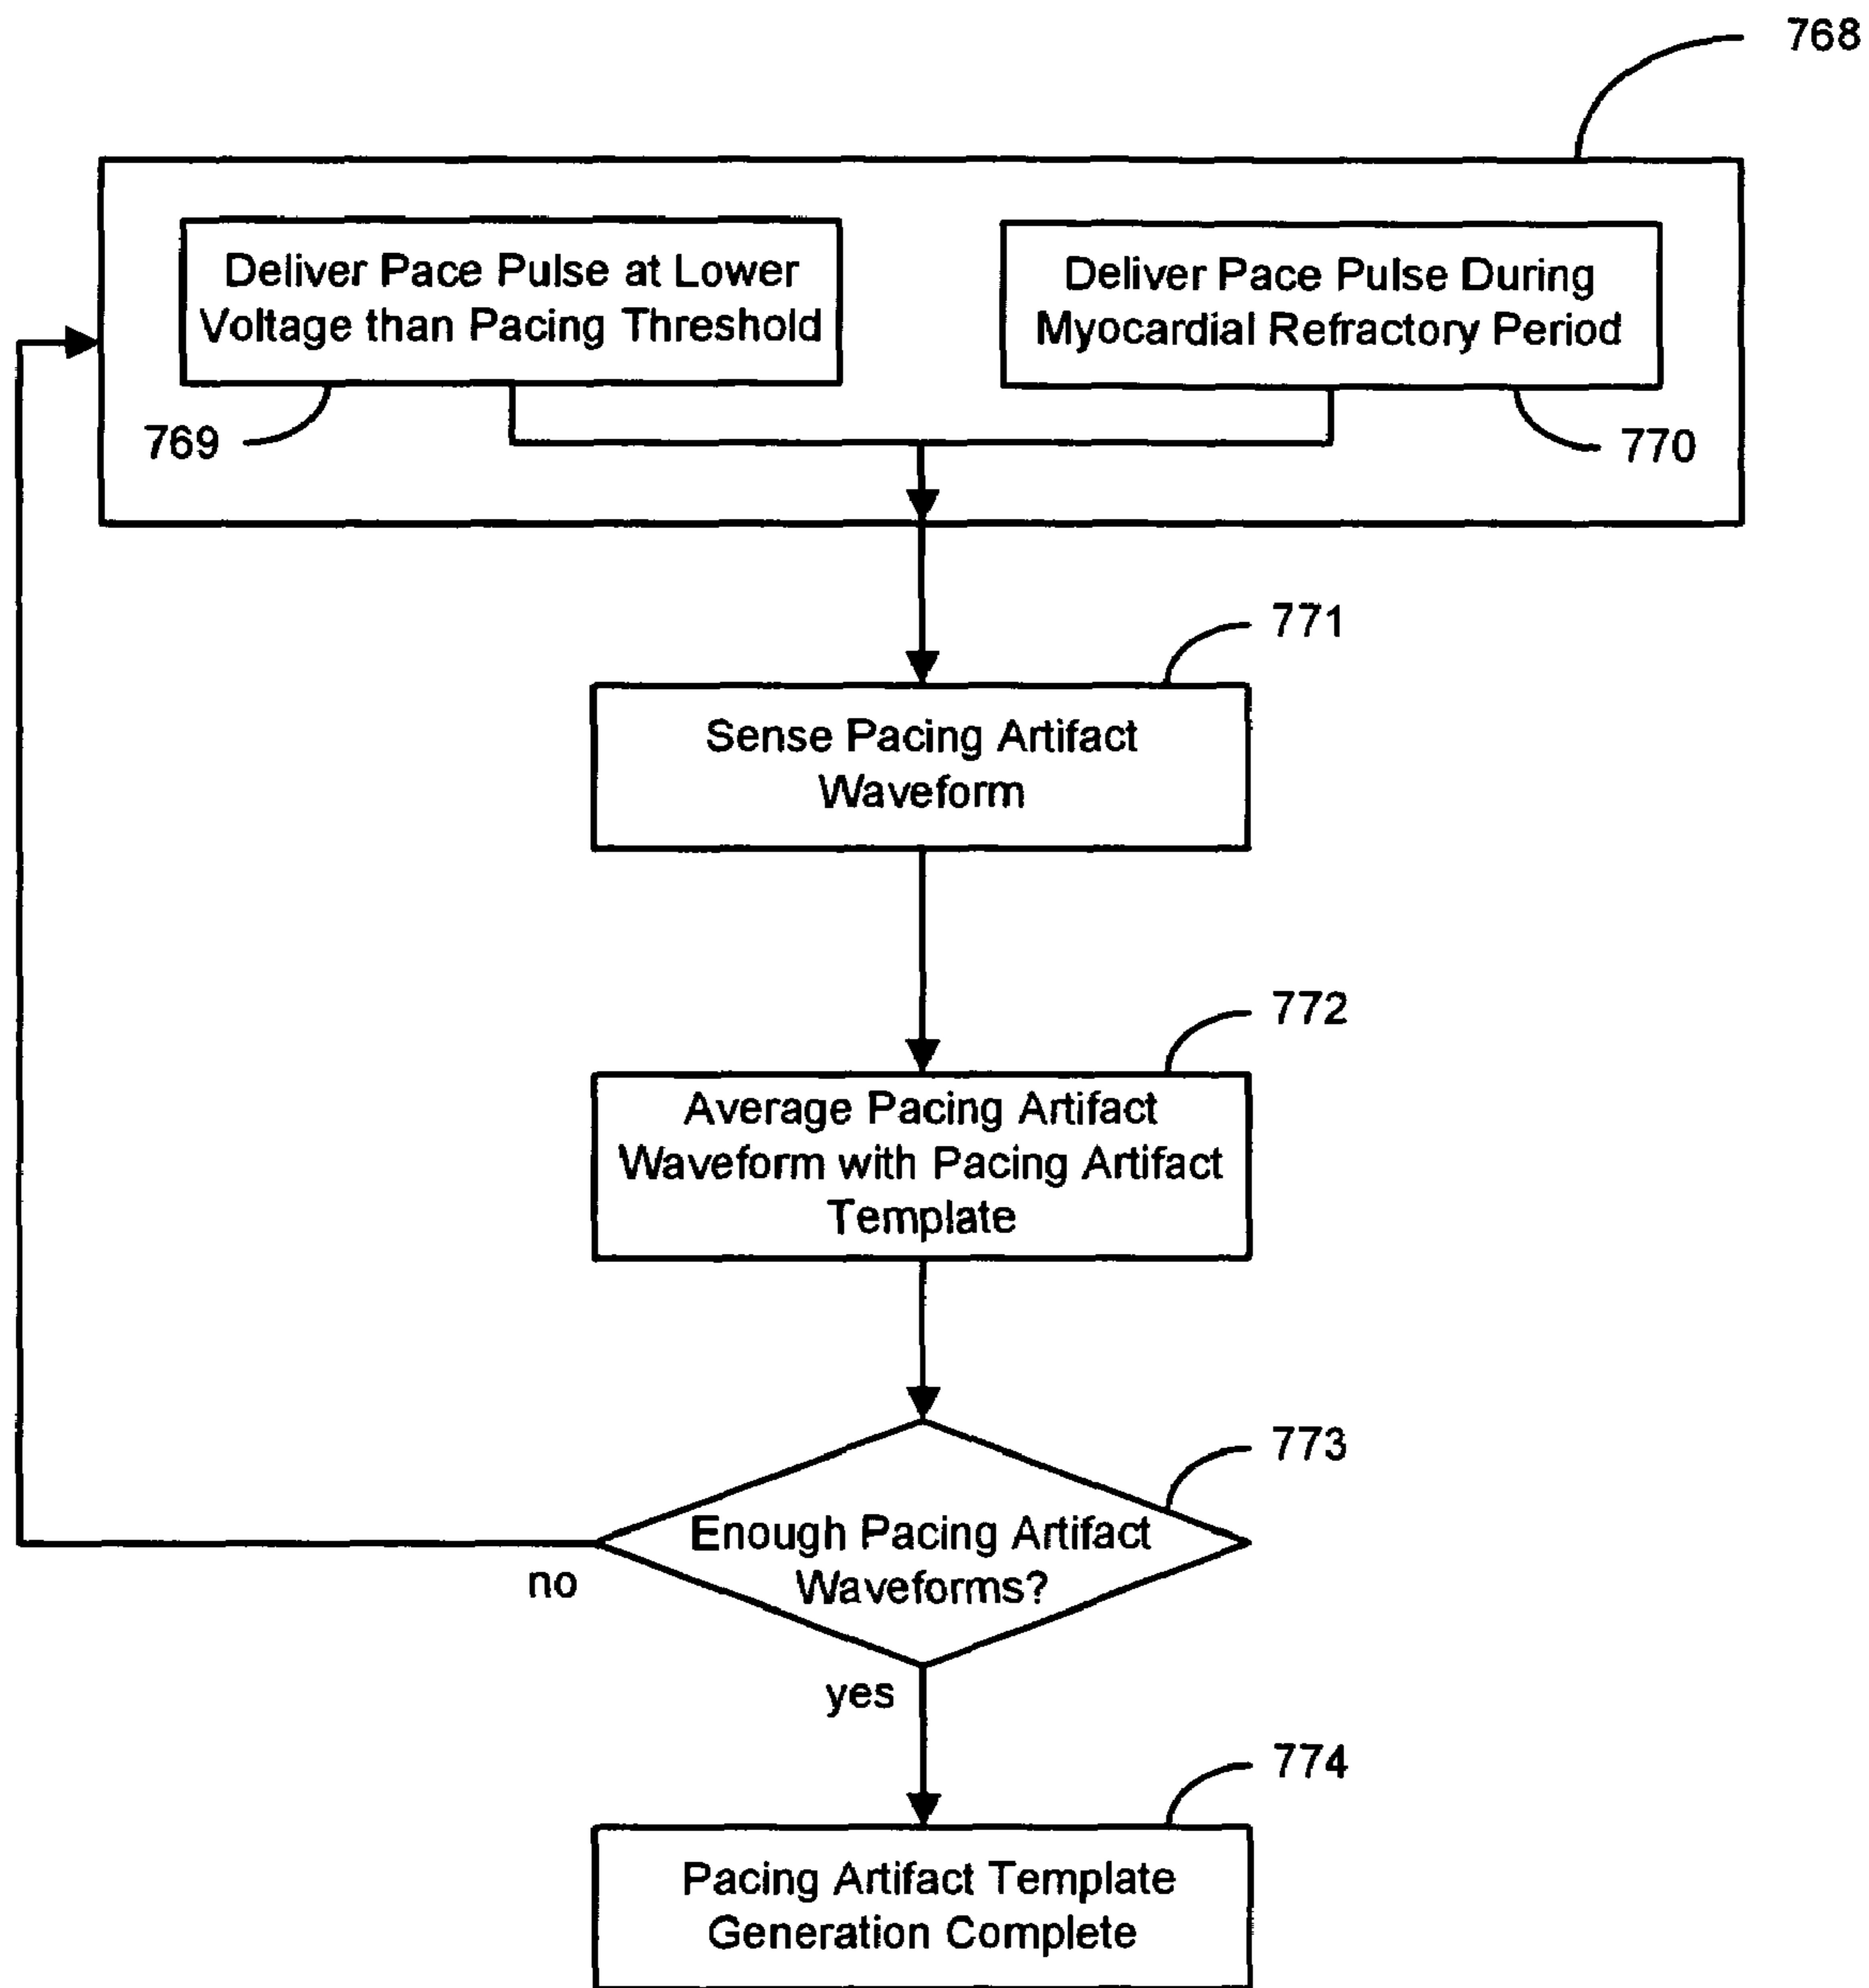 768
Deliver Pace Pulse at Lower
Voltage than Pacing Threshold
Deliver Pace Pulse During
Myocardial Refractory Period
769
770
771
Sense Pacing Artifact
Waveform
772
Average Pacing Artifact
Waveform with Pacing Artifact
Template
773
Enough Pacing Artifact
Waveforms?
no
yes
774
Pacing Artifact Template
Generation Complete